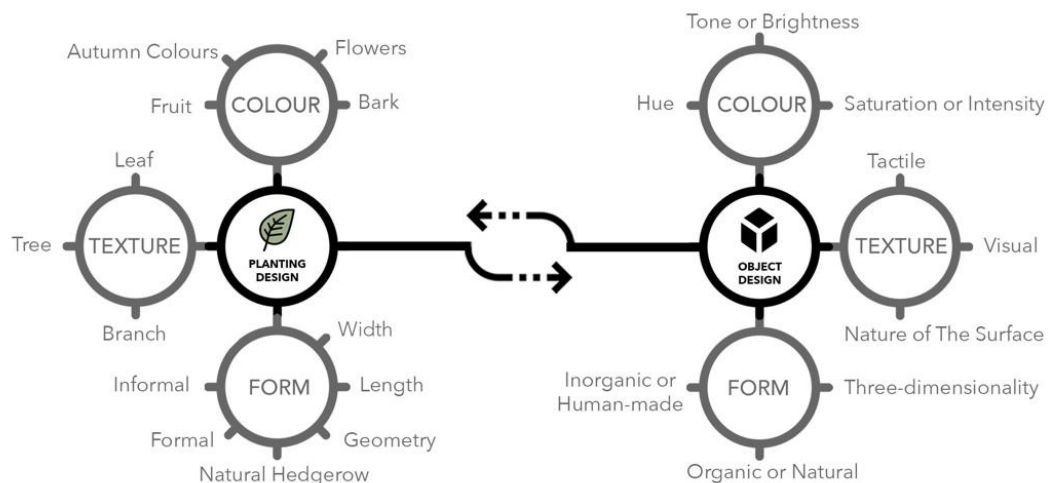 Autumn Colours
Flowers
Fruit
COLOUR
Bark
Leaf
Tree
TEXTURE
Branch
PLANTING
DESIGN
Width
Informal
FORM
Length
Formal
Geometry
Natural Hedgerow
Tone or Brightness
Hue
COLOUR
Saturation or Intensity
Tactile
OBJECT
DESIGN
TEXTURE
Visual
Nature of The Surface
Inorganic or
Human-made
FORM
Three-dimensionality
Organic or Natural